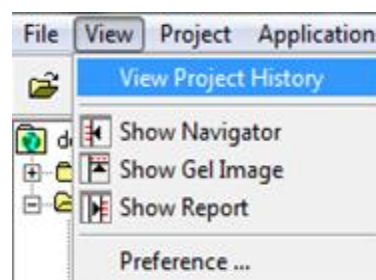 File View Project Application
View Project History
Show Navigator
Show Gel Image
Show Report
Preference ...